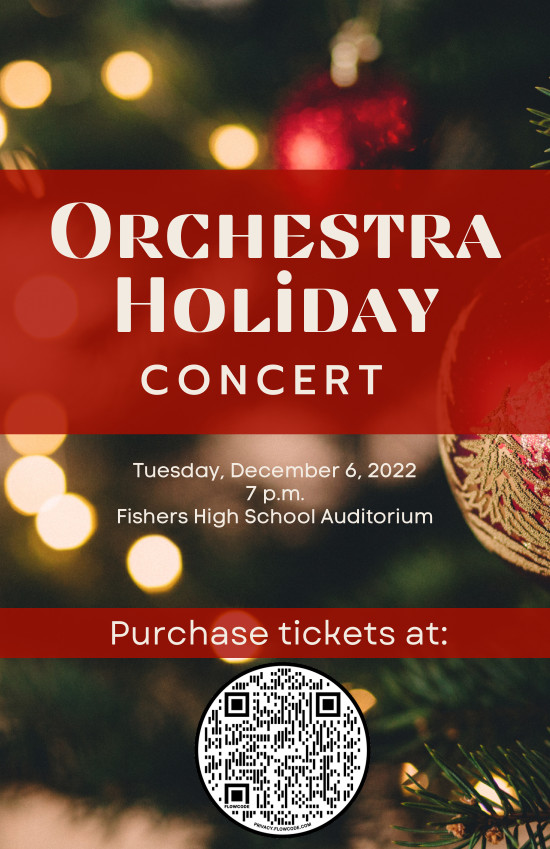 Orchestra
Holiday
CONCERT
Tuesday, December 6, 2022
7 p.m.
Fishers High School Auditorium
Purchase tickets at:
FLOWCODE
PRIVACY.FLOWCODE.COM